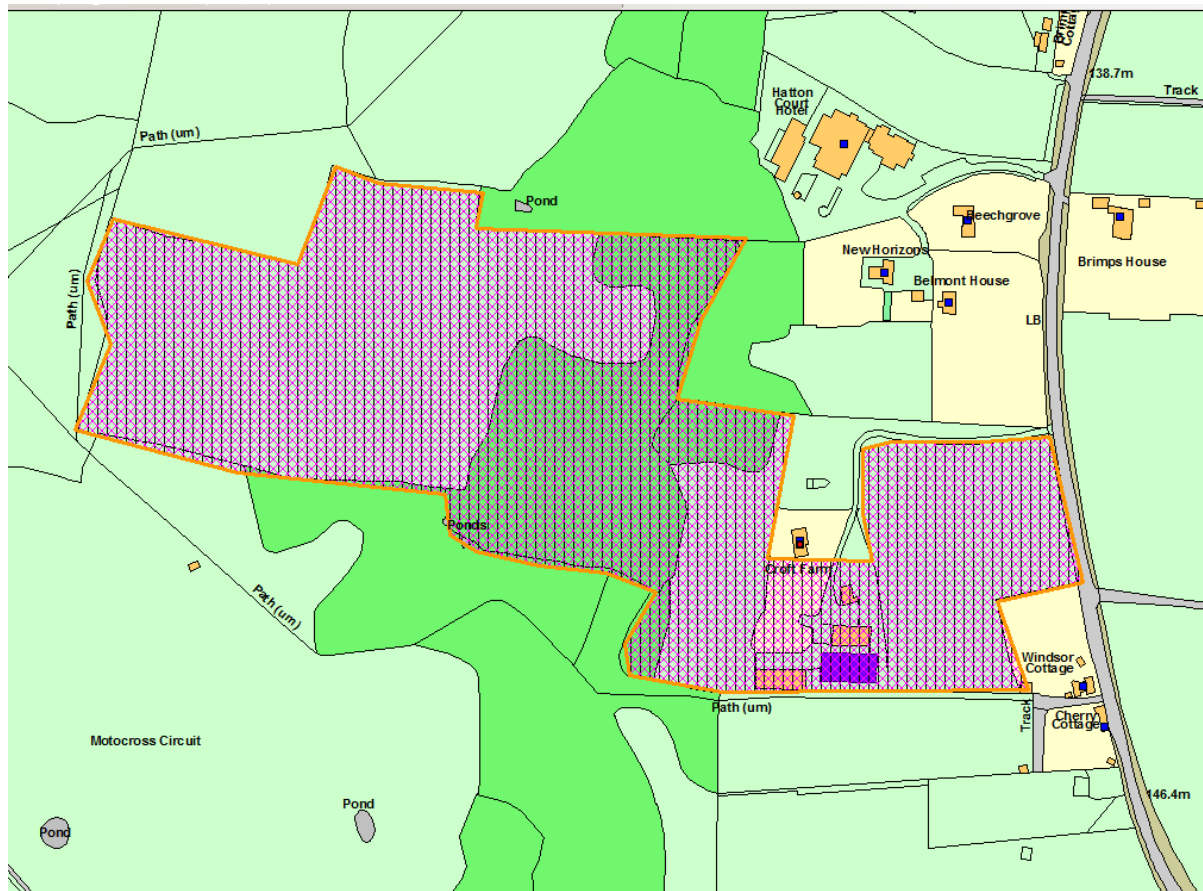 Brimps
Cottage
138.7m
Track
Hatton
Court
Hotel
Path (um)
Pond
Beechgrove
New Horizons
Brimps House
Belmont House
Path (um)
LB
Ponds
Croft Farm
Path (um)
Windsor
Cottage
Path (um)
Track
Cherry
Cottage
Motocross Circuit
146.4m
Pond
Pond